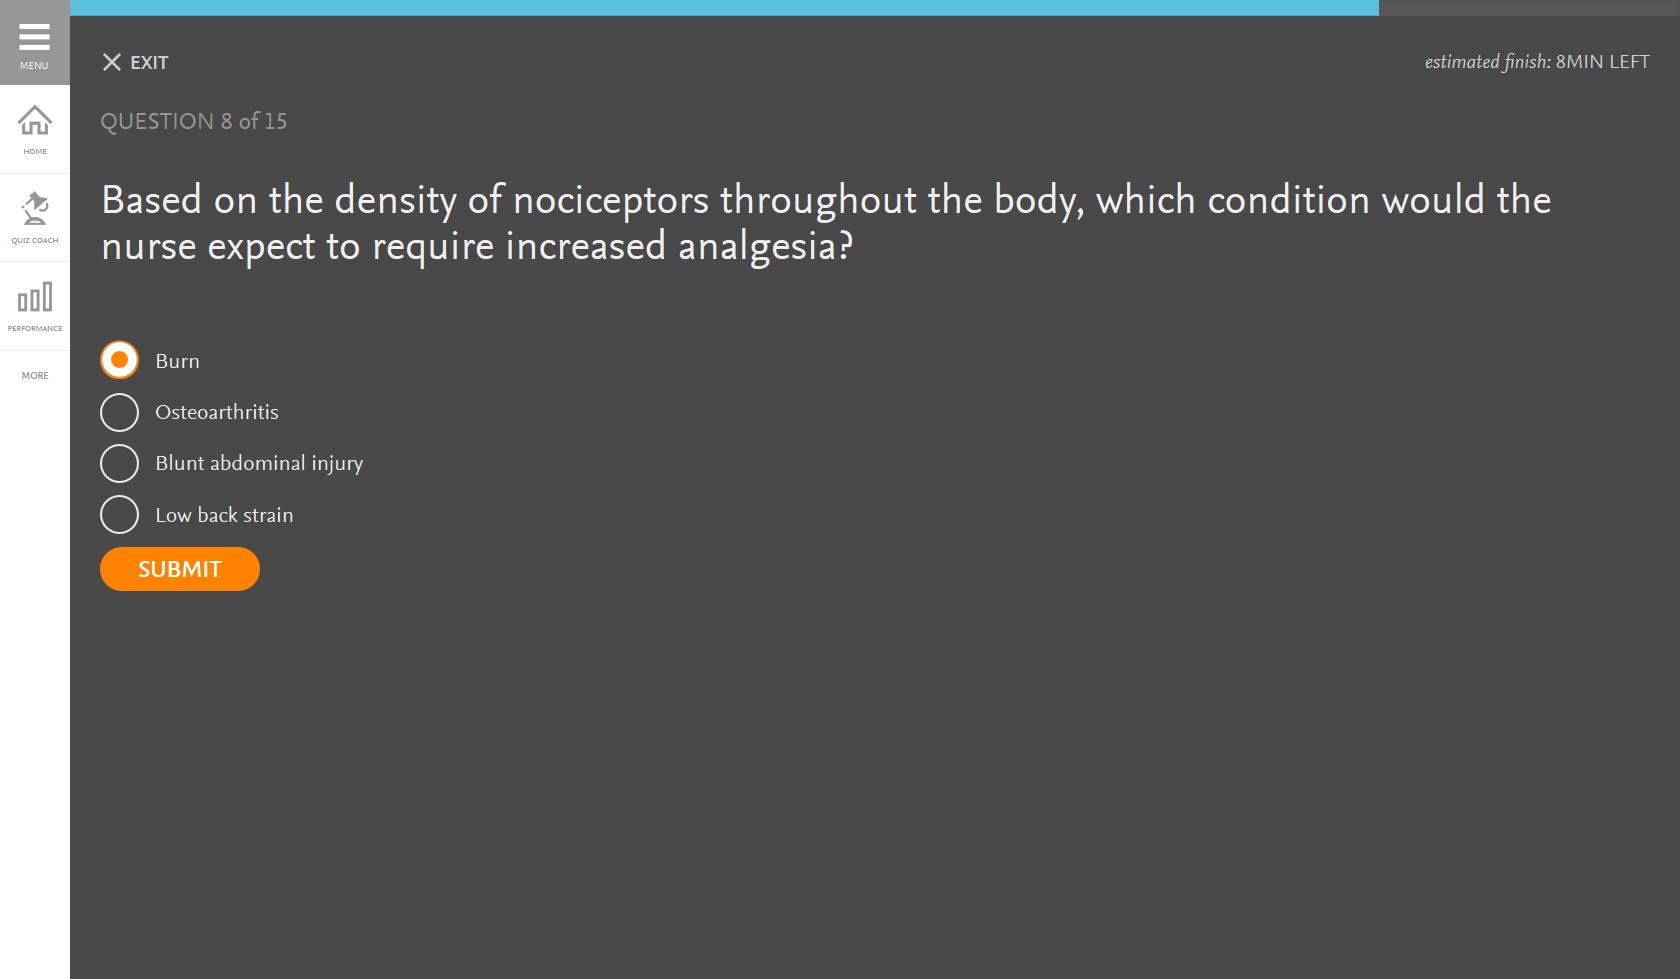 MENU
HOME
QUIZ COACH
PERFORMANCE
MORE
EXIT
estimated finish: 8MIN LEFT
QUESTION 8 of 15
Based on the density of nociceptors throughout the body, which condition would the
nurse expect to require increased analgesia?
Burn
Osteoarthritis
Blunt abdominal injury
Low back strain
SUBMIT